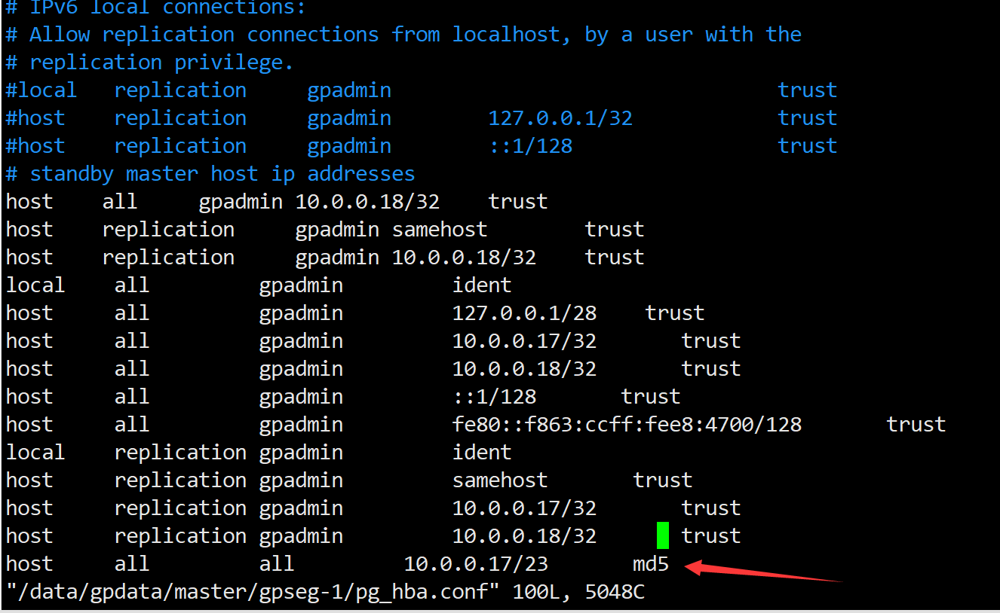 # IPv6 local connections:
# Allow replication connections from localhost, by a user with the
# replication privilege.
#local   replication     gpadmin                                trust
#host    replication     gpadmin        127.0.0.1/32            trust
#host    replication     gpadmin        ::1/128                 trust
# standby master host ip addresses
host    all     gpadmin 10.0.0.18/32    trust
host    replication     gpadmin samehost        trust
host    replication     gpadmin 10.0.0.18/32    trust
local    all         gpadmin         ident
host     all         gpadmin         127.0.0.1/28    trust
host     all         gpadmin         10.0.0.17/32       trust
host     all         gpadmin         10.0.0.18/32       trust
host     all         gpadmin         ::1/128       trust
host     all         gpadmin         fe80::f863:ccff:fee8:4700/128       trust
local    replication gpadmin         ident
host     replication gpadmin         samehost       trust
host     replication gpadmin         10.0.0.17/32       trust
host     replication gpadmin         10.0.0.18/32       trust
host     all         all         10.0.0.17/23       md5
"/data/gpdata/master/gpseg-1/pg_hba.conf" 100L, 5048C